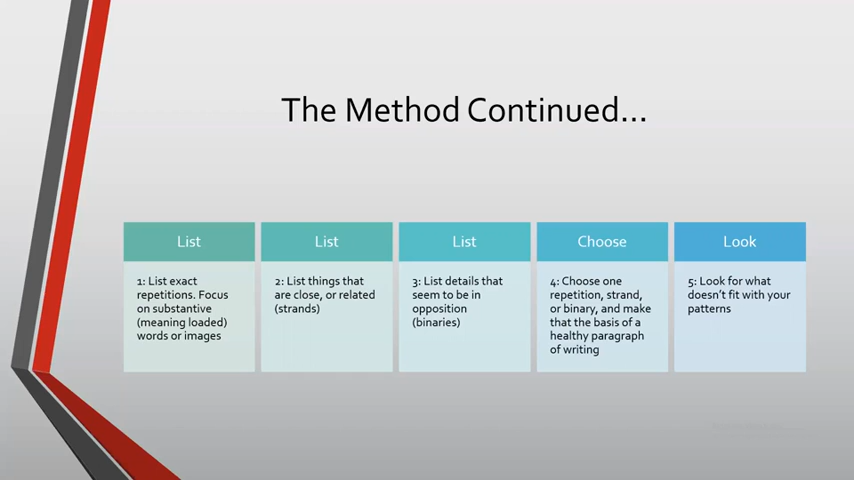 The Method Continued…
List
List
List
Choose
Look
1: List exact
repetitions. Focus
on substantive
(meaning loaded)
words or images
2: List things that
are close, or related
(strands)
3: List details that
seem to be in
opposition
(binaries)
4: Choose one
repetition, strand,
or binary, and make
that the basis of a
healthy paragraph
of writing
5: Look for what
doesn't fit with your
patterns